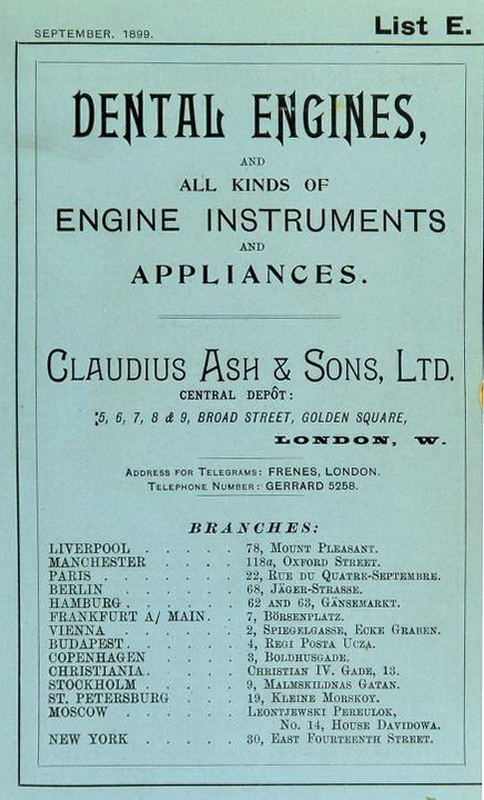 SEPTEMBER, 1899.
List E.
DENTAL ENGINES,
AND
ALL KINDS OF
ENGINE INSTRUMENTS
AND
APPLIANCES.
CLAUDIUS ASH & SONS, LTD.
CENTRAL DEPÔT:
5, 6, 7, 8 & 9, BROAD STREET, GOLDEN SQUARE,
LONDON, W.
ADDRESS FOR TELEGRAMS: FRENES, LONDON.
TELEPHONE NUMBER: GERRARD 5258.
BRANCHES:
LIVERPOOL . . . . . 78, MOUNT PLEASANT.
MANCHESTER . . . . 118a, OXFORD STREET.
PARIS . . . . . . . 22, RUE DU QUATRE-SEPTEMBRE.
BERLIN . . . . . . 68, JÄGER-STRASSE.
HAMBURG . . . . . . 62 AND 63, GÄNSEMARKT.
FRANKFURT A/ MAIN. . . 7, BÖRSENPLATZ.
VIENNA . . . . . . 2, SPIEGELGASSE, ECKE GRABEN.
BUDAPEST. . . . . . 4, REGI POSTA UCZA.
COPENHAGEN . . . . . 3, BOLDHUSGADE.
CHRISTIANIA. . . . . CHRISTIAN IV. GADE, 13.
STOCKHOLM . . . . . 9, MALMSKILDNAS GATAN.
ST. PETERSBURG . . . . 19, KLEINE MORSKOY.
MOSCOW . . . . . . LEONTJEWSKI PEREULOK,
No. 14, HOUSE DAVIDOWA.
NEW YORK . . . . . 30, EAST FOURTEENTH STREET.